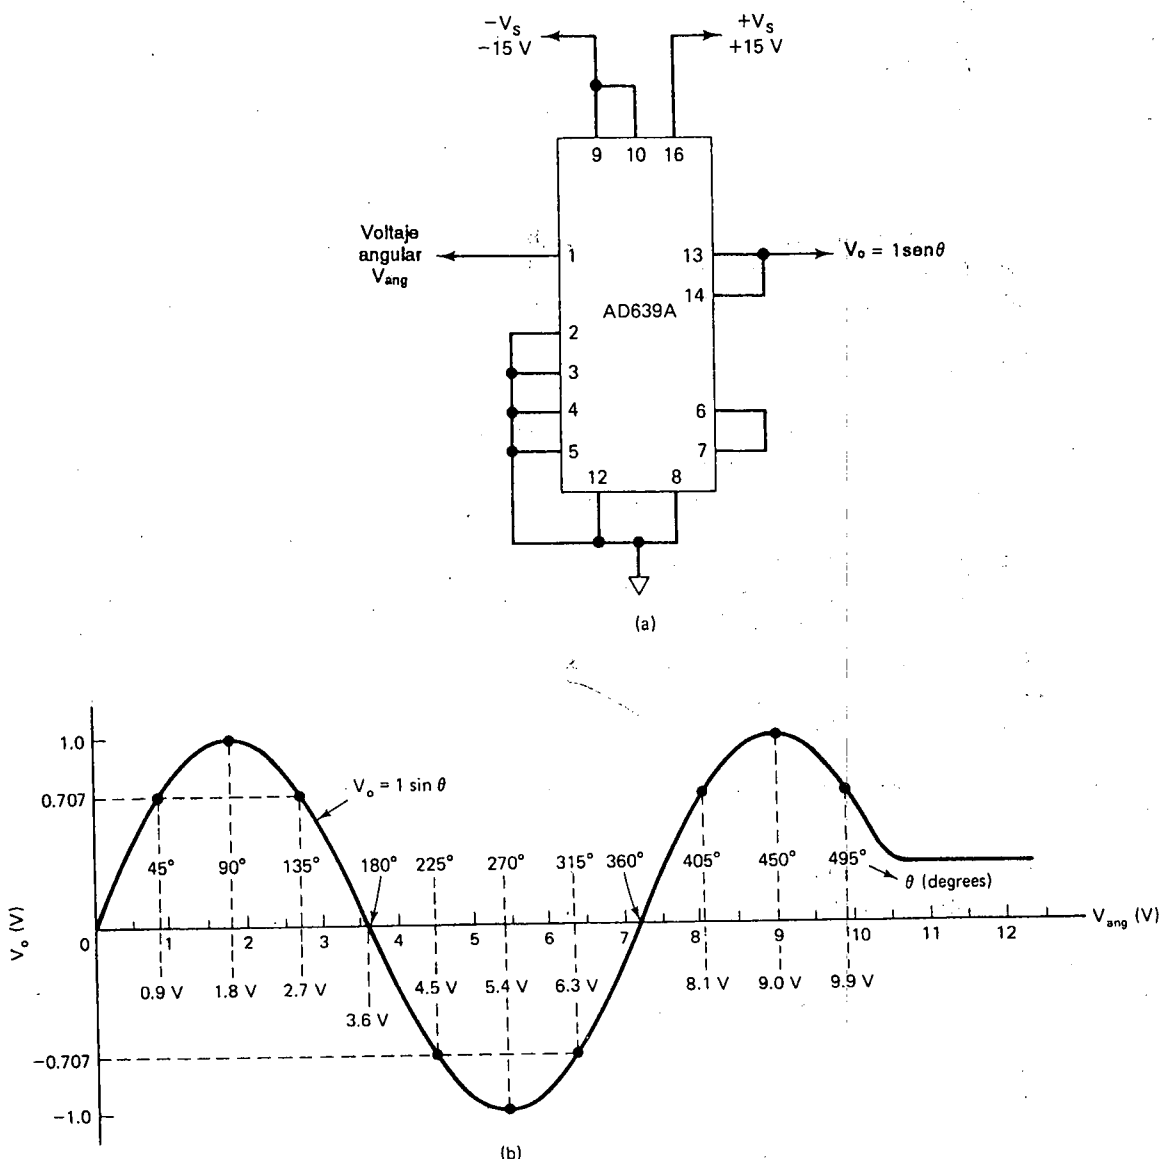 −V_S
−15 V
+V_S
+15 V
9 10 16
Voltaje
angular
V_ang
1
13
V_o = 1senθ
14
AD639A
2
3
4
5
6
7
12 8
(a)
1.0
0.707
V_o = 1 sin θ
45° 90° 135° 180° 225° 270° 315° 360° 405° 450° 495°
θ (degrees)
V_o (V)
0 1 2 3 4 5 6 7 8 9 10 11 12
V_ang (V)
0.9 V 1.8 V 2.7 V 4.5 V 5.4 V 6.3 V 8.1 V 9.0 V 9.9 V
3.6 V
−0.707
−1.0
(b)